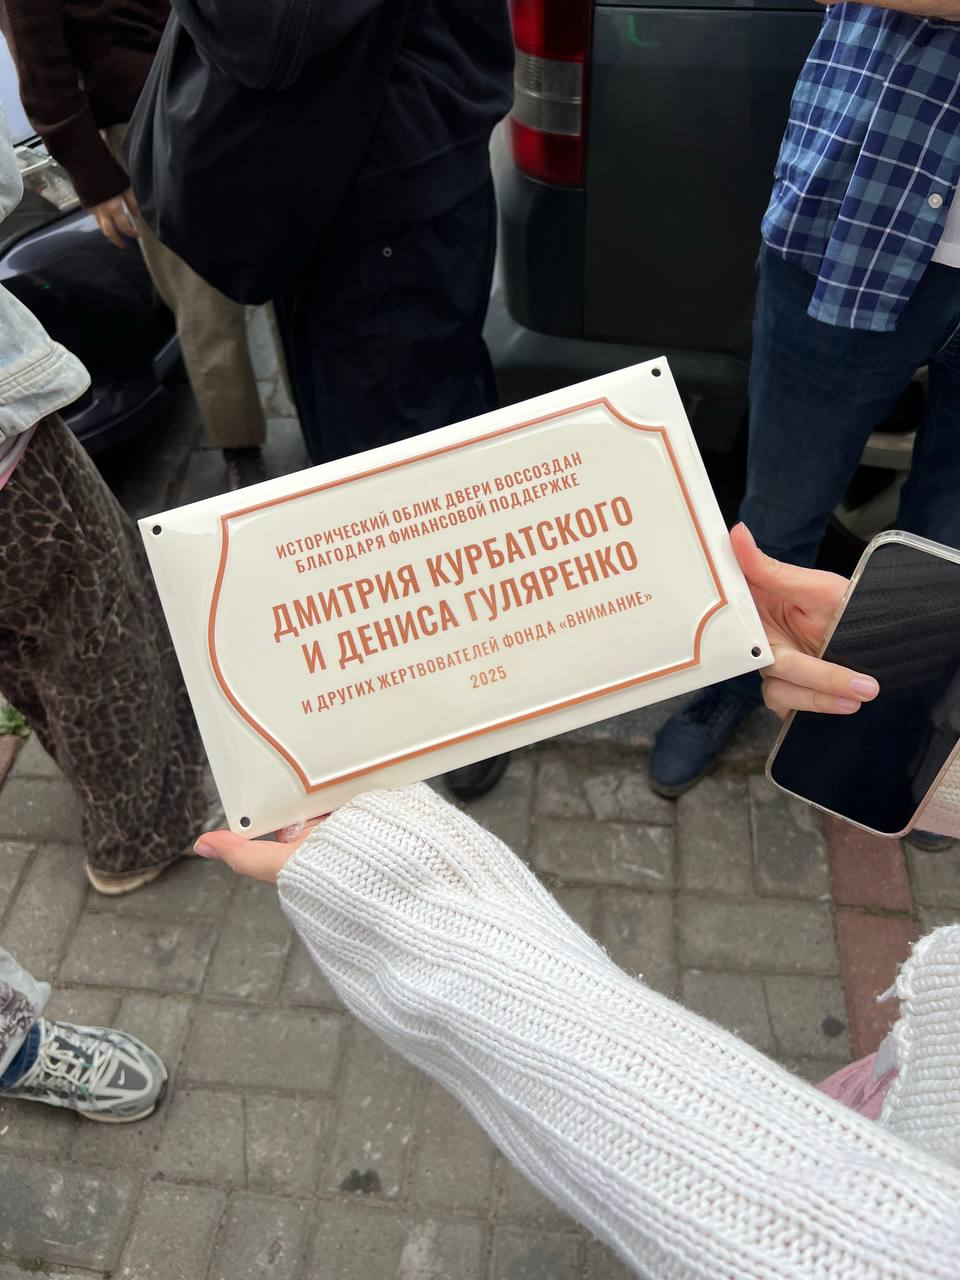 ИСТОРИЧЕСКИЙ ОБЛИК ДВЕРИ ВОССОЗДАН
БЛАГОДАРЯ ФИНАНСОВОЙ ПОДДЕРЖКЕ
ДМИТРИЯ КУРБАТСКОГО
И ДЕНИСА ГУЛЯРЕНКО
И ДРУГИХ ЖЕРТВОВАТЕЛЕЙ ФОНДА «ВНИМАНИЕ»
2025